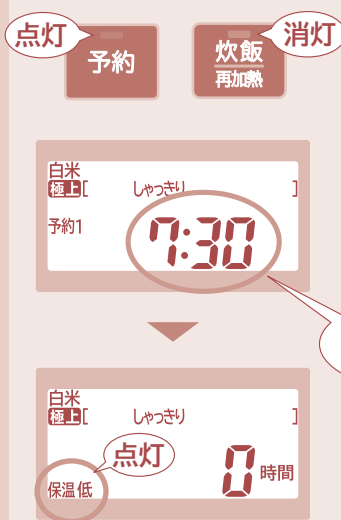 点灯
予約
炊飯
再加熱
消灯
白米
極上[ しゃっきり ]
予約1
7:30
白米
極上[ しゃっきり ]
点灯
保温 低
0時間